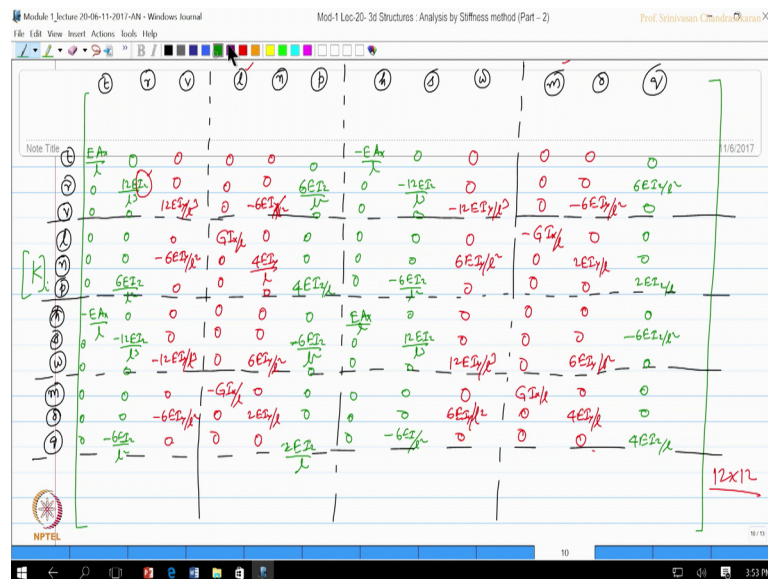 Module 1_lecture 20-06-11-2017-AN - Windows Journal
Mod-1 Lec-20- 3d Structures : Analysis by Stiffness method (Part – 2)
Prof. Srinivasan Chandrasekaran
File Edit View Insert Actions Tools Help
B I
t r v l n p h s w m o q
Note Title
11/6/2017
t EAx/l 0 0 0 0 0 -EAx/l 0 0 0 0 0
r 0 12EIz/l³ 0 0 0 6EIz/l² 0 -12EIz/l³ 0 0 0 6EIz/l²
v 0 0 12EIy/l³ 0 -6EIy/l² 0 0 0 -12EIy/l³ 0 -6EIy/l² 0
l 0 0 0 GIx/l 0 0 0 0 0 -GIx/l 0 0
[K]i n 0 0 -6EIy/l² 0 4EIy/l 0 0 0 6EIy/l² 0 2EIy/l 0
p 0 6EIz/l² 0 0 0 4EIz/l 0 -6EIz/l² 0 0 0 2EIz/l
h -EAx/l 0 0 0 0 0 EAx/l 0 0 0 0 0
s 0 -12EIz/l³ 0 0 0 -6EIz/l² 0 12EIz/l³ 0 0 0 -6EIz/l²
w 0 0 -12EIy/l³ 0 6EIy/l² 0 0 0 12EIy/l³ 0 6EIy/l² 0
m 0 0 0 -GIx/l 0 0 0 0 0 GIx/l 0 0
o 0 0 -6EIy/l² 0 2EIy/l 0 0 0 6EIy/l² 0 4EIy/l 0
q 0 -6EIz/l² 0 0 0 2EIz/l 0 -6EI/l² 0 0 0 4EIz/l
12x12
NPTEL
10 / 13
10
3:53 PM